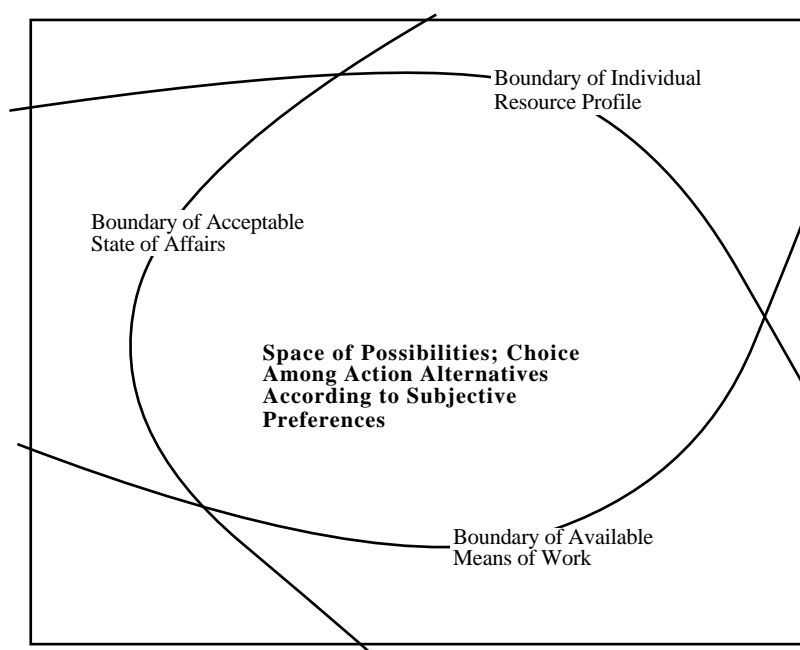 Boundary of Individual
Resource Profile
Boundary of Acceptable
State of Affairs
Space of Possibilities; Choice
Among Action Alternatives
According to Subjective
Preferences
Boundary of Available
Means of Work